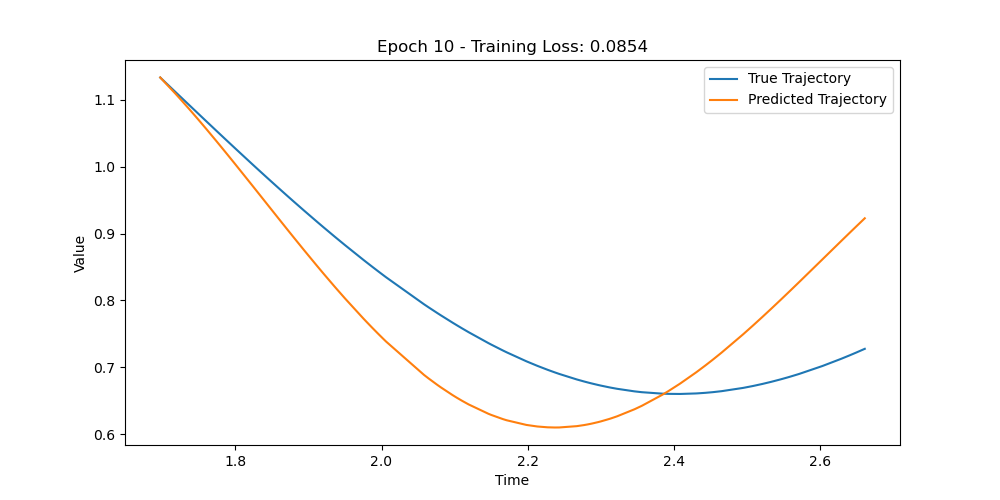 Epoch 10 - Training Loss: 0.0854
True Trajectory
Predicted Trajectory
Value
1.1
1.0
0.9
0.8
0.7
0.6
1.8 2.0 2.2 2.4 2.6
Time